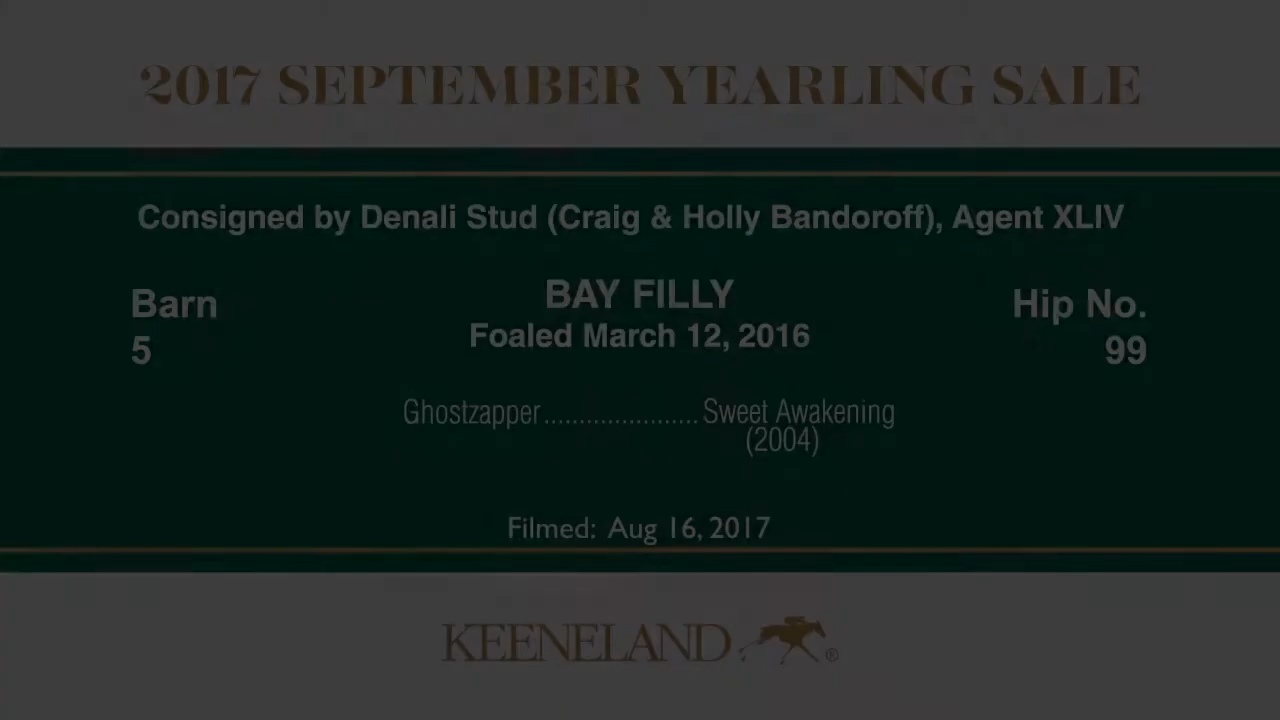 2017 SEPTEMBER YEARLING SALE
Consigned by Denali Stud (Craig & Holly Bandoroff), Agent XLIV
Barn
5
BAY FILLY
Foaled March 12, 2016
Hip No.
99
Ghostzapper......................Sweet Awakening
(2004)
Filmed: Aug 16, 2017
KEENELAND ®